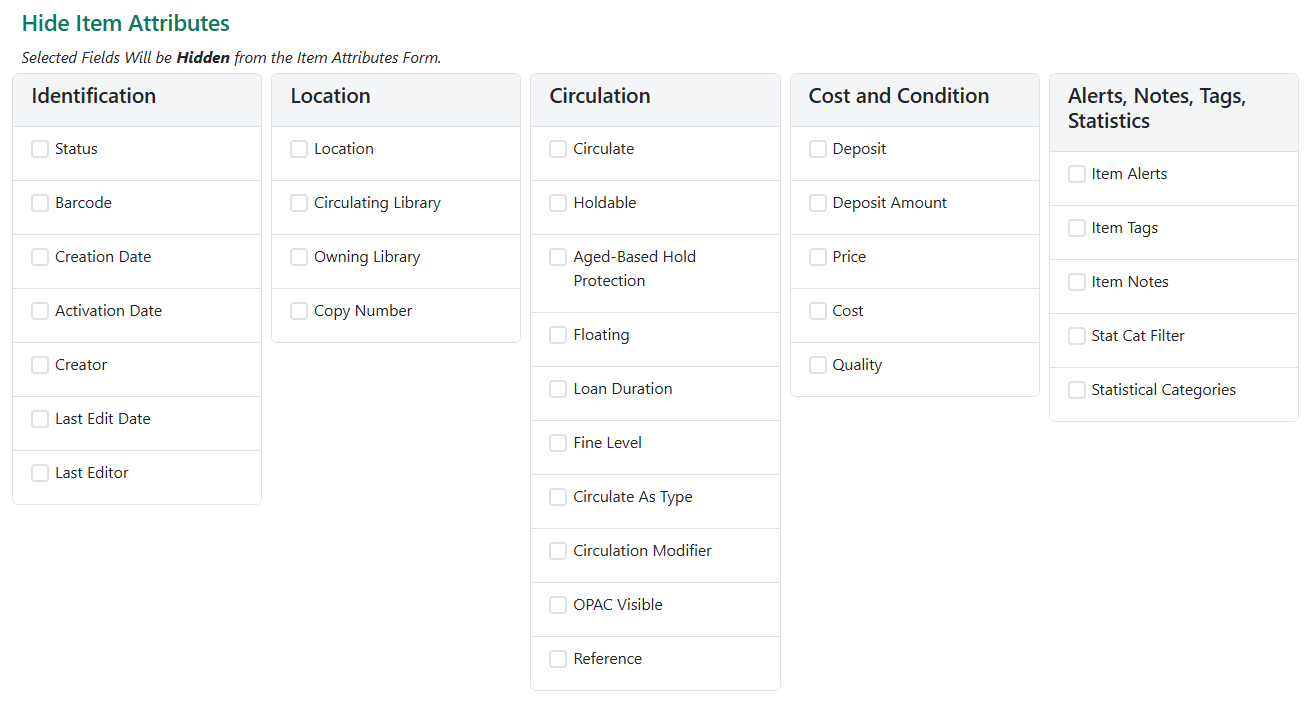 Hide Item Attributes
Selected Fields Will be Hidden from the Item Attributes Form.
Identification
Status
Barcode
Creation Date
Activation Date
Creator
Last Edit Date
Last Editor
Location
Location
Circulating Library
Owning Library
Copy Number
Circulation
Circulate
Holdable
Aged-Based Hold
Protection
Floating
Loan Duration
Fine Level
Circulate As Type
Circulation Modifier
OPAC Visible
Reference
Cost and Condition
Deposit
Deposit Amount
Price
Cost
Quality
Alerts, Notes, Tags,
Statistics
Item Alerts
Item Tags
Item Notes
Stat Cat Filter
Statistical Categories